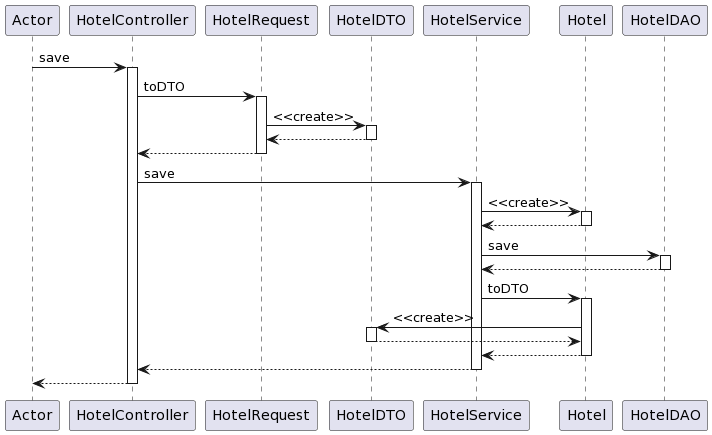 Actor HotelController HotelRequest HotelDTO HotelService Hotel HotelDAO
save
toDTO
<<create>>
save
<<create>>
save
toDTO
<<create>>
Actor HotelController HotelRequest HotelDTO HotelService Hotel HotelDAO